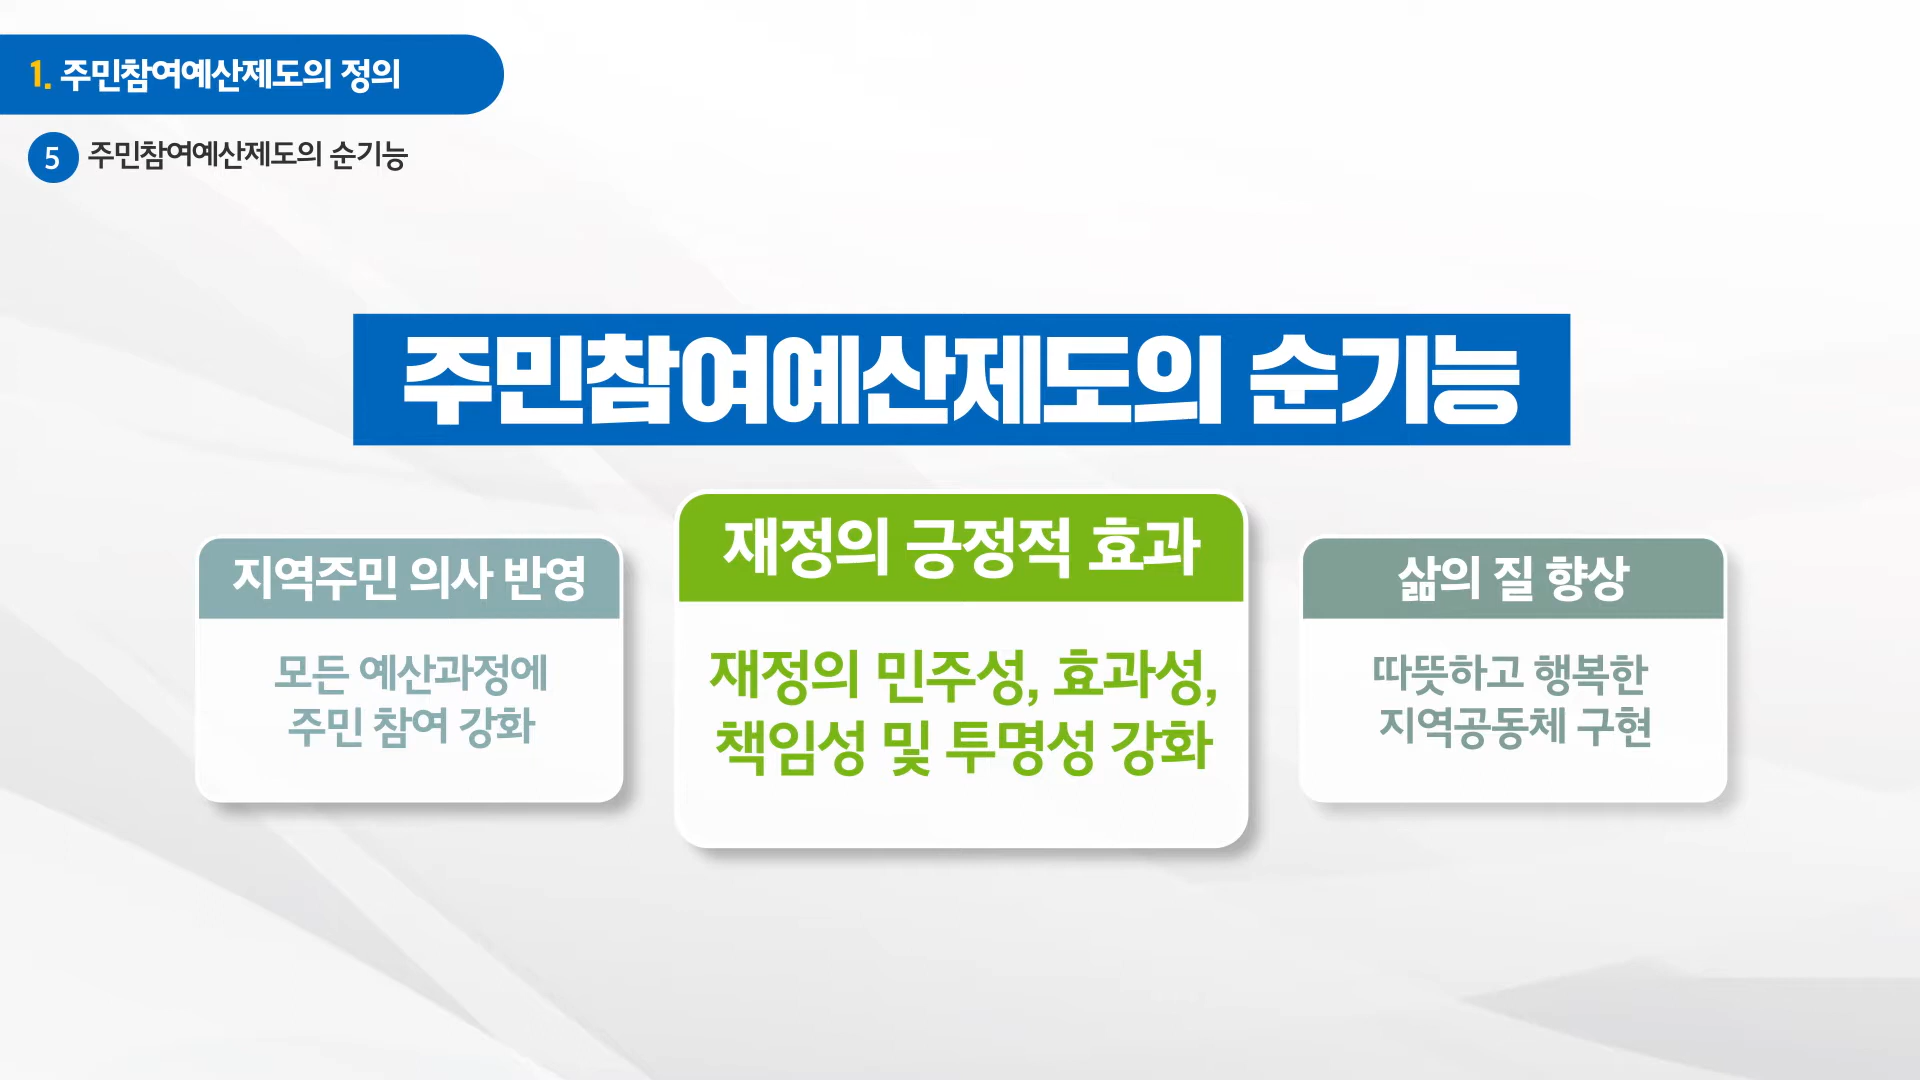 1. 주민참여예산제도의 정의
5 주민참여예산제도의 순기능
주민참여예산제도의 순기능
지역주민 의사 반영
모든 예산과정에
주민 참여 강화
재정의 긍정적 효과
재정의 민주성, 효과성,
책임성 및 투명성 강화
삶의 질 향상
따뜻하고 행복한
지역공동체 구현